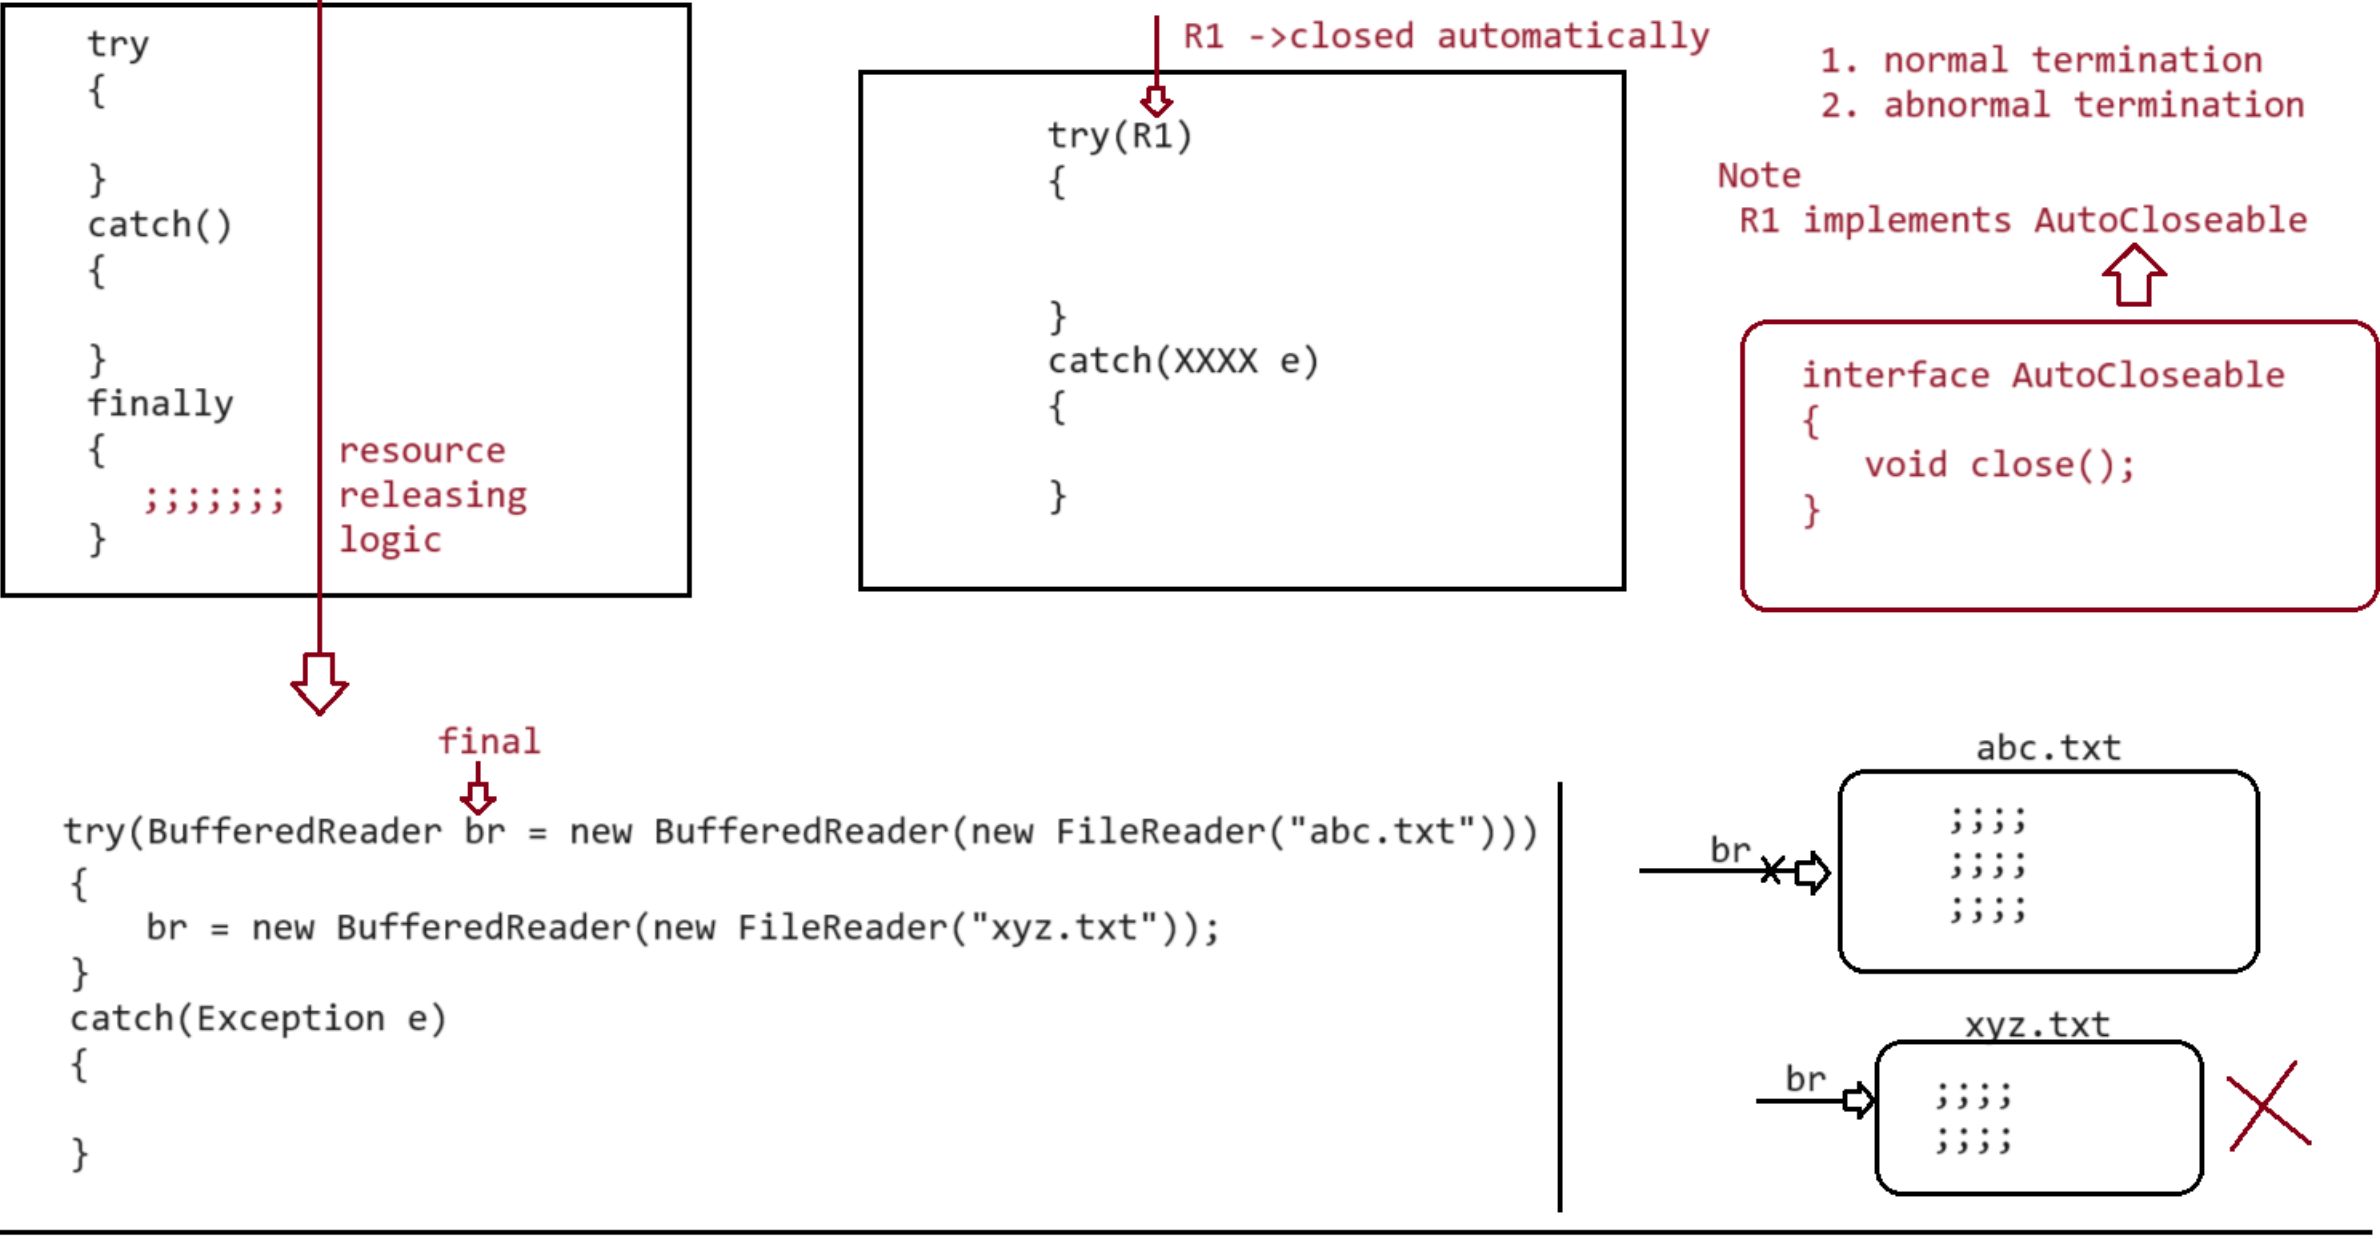 try
{
}
catch()
{
}
finally
{
;;;;;;;
}
resource
releasing
logic
R1 ->closed automatically
try(R1)
{
}
catch(XXXX e)
{
}
1. normal termination
2. abnormal termination
Note
R1 implements AutoCloseable
interface AutoCloseable
{
void close();
}
final
try(BufferedReader br = new BufferedReader(new FileReader("abc.txt")))
{
br = new BufferedReader(new FileReader("xyz.txt"));
}
catch(Exception e)
{
}
abc.txt
br
;;;;
;;;;
;;;;
xyz.txt
br
;;;;
;;;;